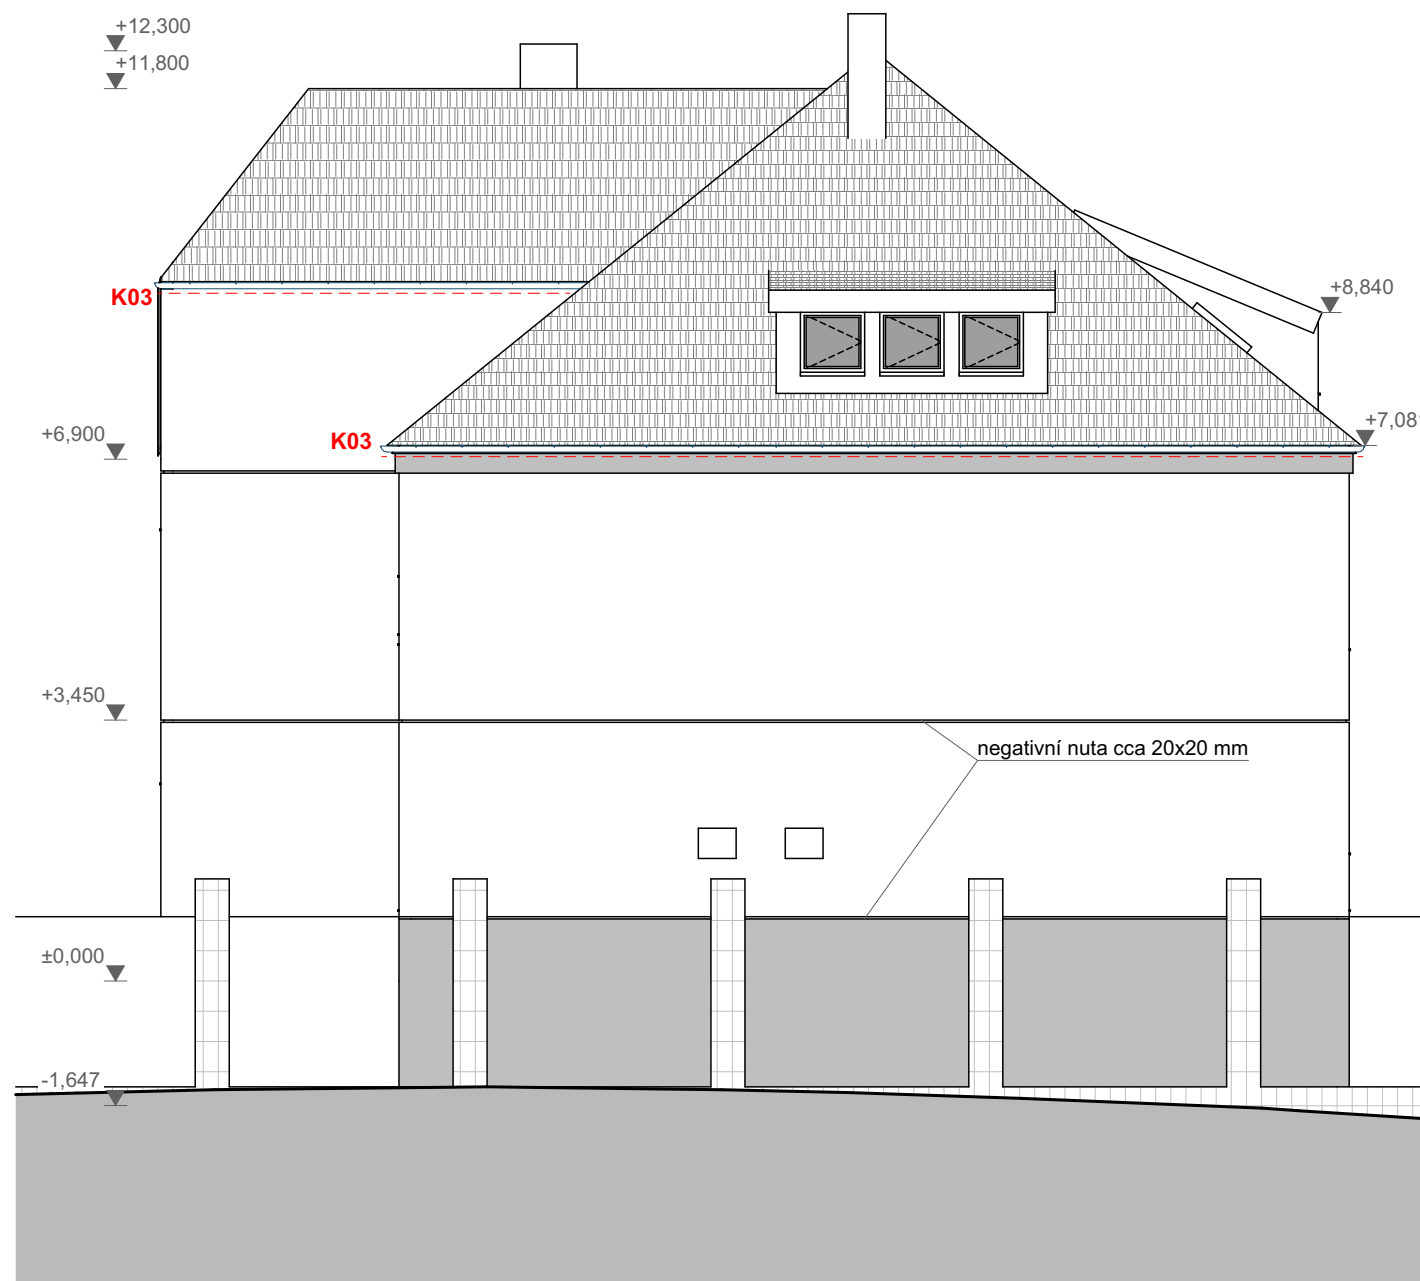 +12,300
+11,800
K03
+8,840
+6,900
K03
+7,081
+3,450
negativní nuta cca 20x20 mm
±0,000
-1,647